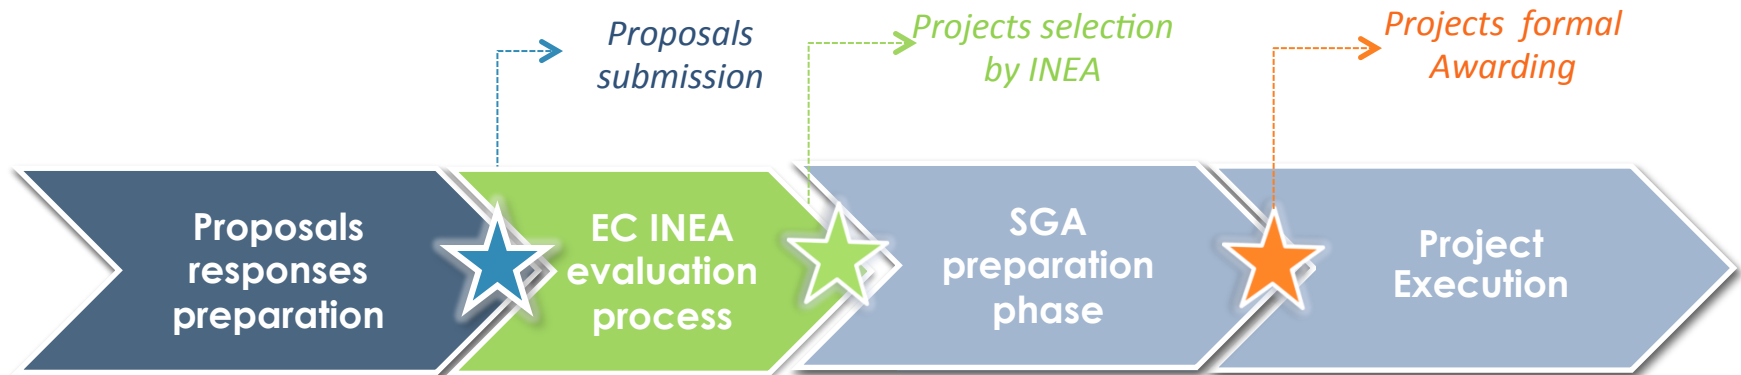 Proposals
submission
Projects selection
by INEA
Projects  formal
Awarding
Proposals
responses
preparation
EC INEA
evaluation
process
SGA
preparation
phase
Project
Execution